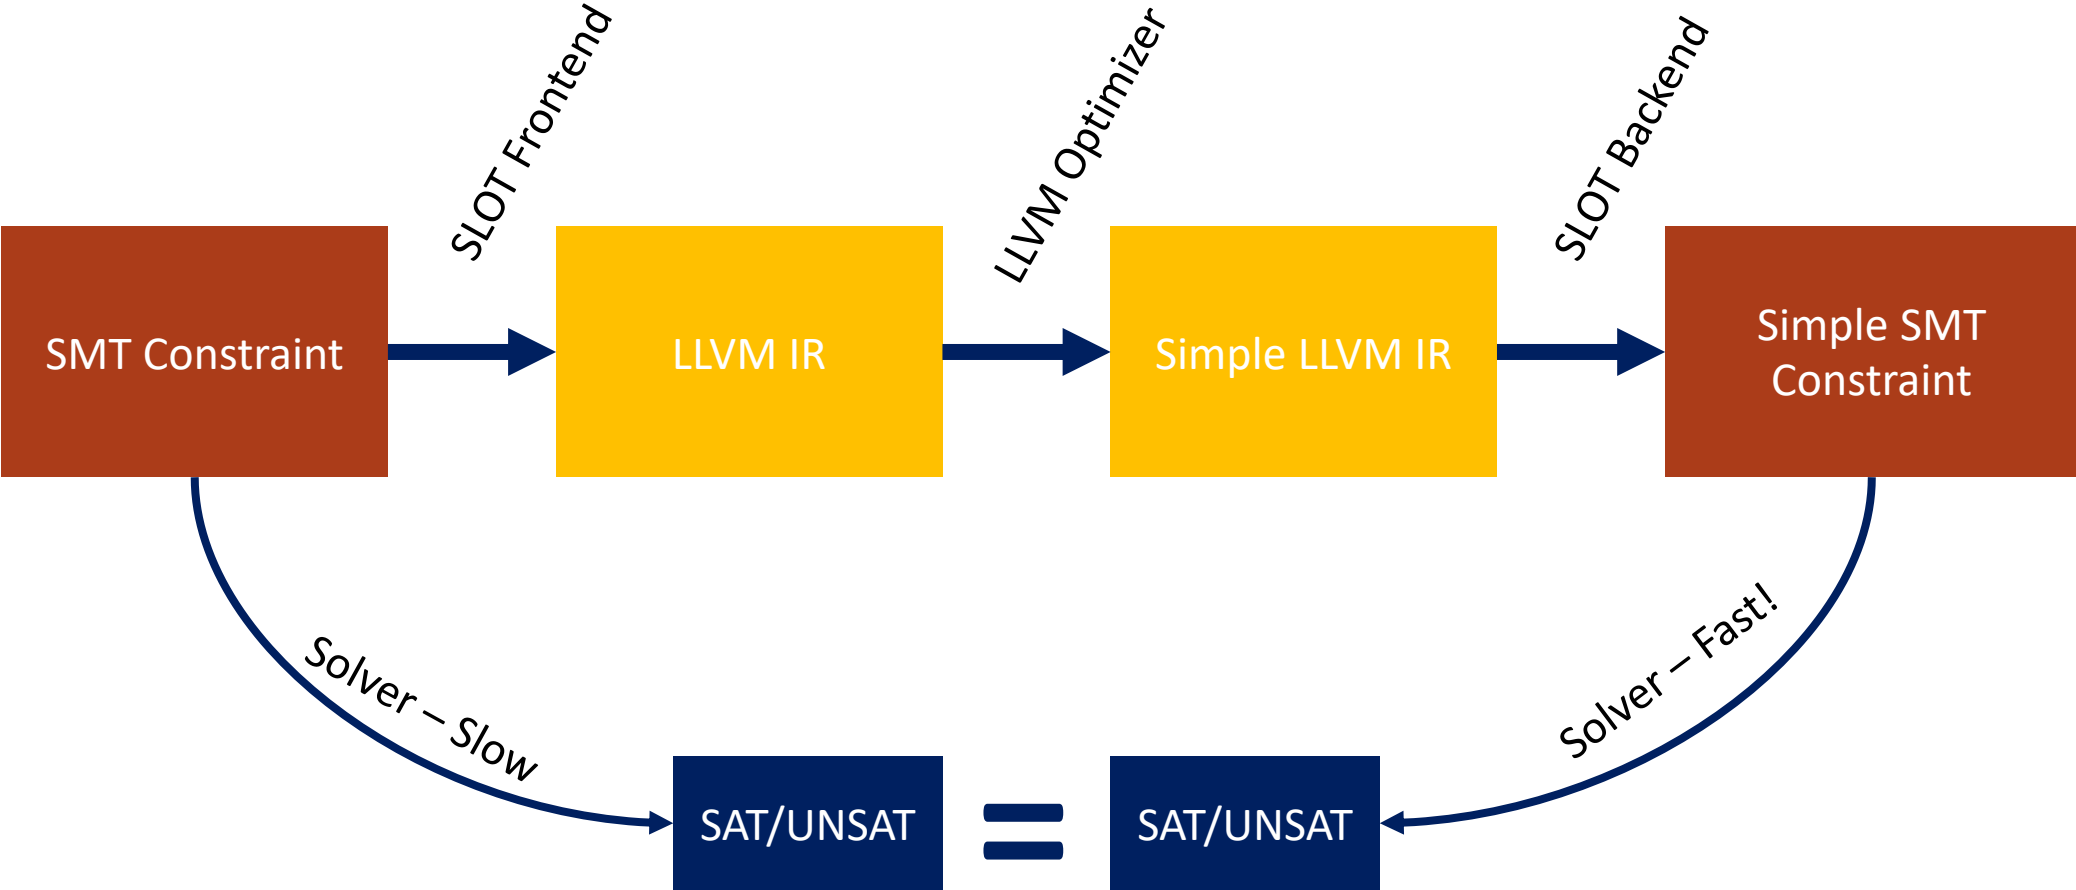 SLOT Frontend
LLVM Optimizer
SLOT Backend
SMT Constraint
LLVM IR
Simple LLVM IR
Simple SMT
Constraint
Solver – Slow
Solver – Fast!
SAT/UNSAT
=
SAT/UNSAT